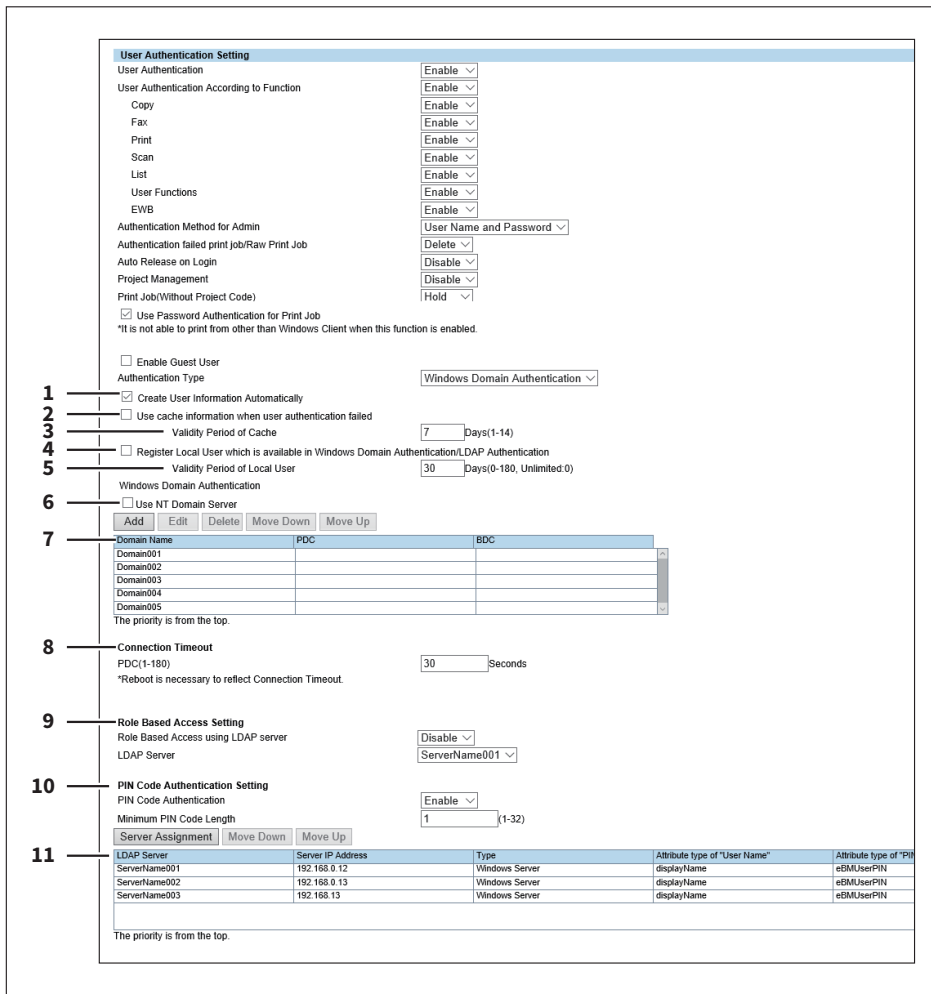 User Authentication Setting
User Authentication Enable
User Authentication According to Function Enable
Copy Enable
Fax Enable
Print Enable
Scan Enable
List Enable
User Functions Enable
EWB Enable
Authentication Method for Admin User Name and Password
Authentication failed print job/Raw Print Job Delete
Auto Release on Login Disable
Project Management Disable
Print Job(Without Project Code) Hold
Use Password Authentication for Print Job
*It is not able to print from other than Windows Client when this function is enabled.
Enable Guest User
Authentication Type Windows Domain Authentication
1 Create User Information Automatically
2 Use cache information when user authentication failed
3 Validity Period of Cache 7 Days(1-14)
4 Register Local User which is available in Windows Domain Authentication/LDAP Authentication
5 Validity Period of Local User 30 Days(0-180, Unlimited:0)
Windows Domain Authentication
6 Use NT Domain Server
Add Edit Delete Move Down Move Up
7 Domain Name PDC BDC
Domain001
Domain002
Domain003
Domain004
Domain005
The priority is from the top.
8 Connection Timeout
PDC(1-180) 30 Seconds
*Reboot is necessary to reflect Connection Timeout.
9 Role Based Access Setting
Role Based Access using LDAP server Disable
LDAP Server ServerName001
10 PIN Code Authentication Setting
PIN Code Authentication Enable
Minimum PIN Code Length 1 (1-32)
Server Assignment Move Down Move Up
11 LDAP Server Server IP Address Type Attribute type of "User Name" Attribute type of "PIN
ServerName001 192.168.0.12 Windows Server displayName eBMUserPIN
ServerName002 192.168.0.13 Windows Server displayName eBMUserPIN
ServerName003 192.168.13 Windows Server displayName eBMUserPIN
The priority is from the top.